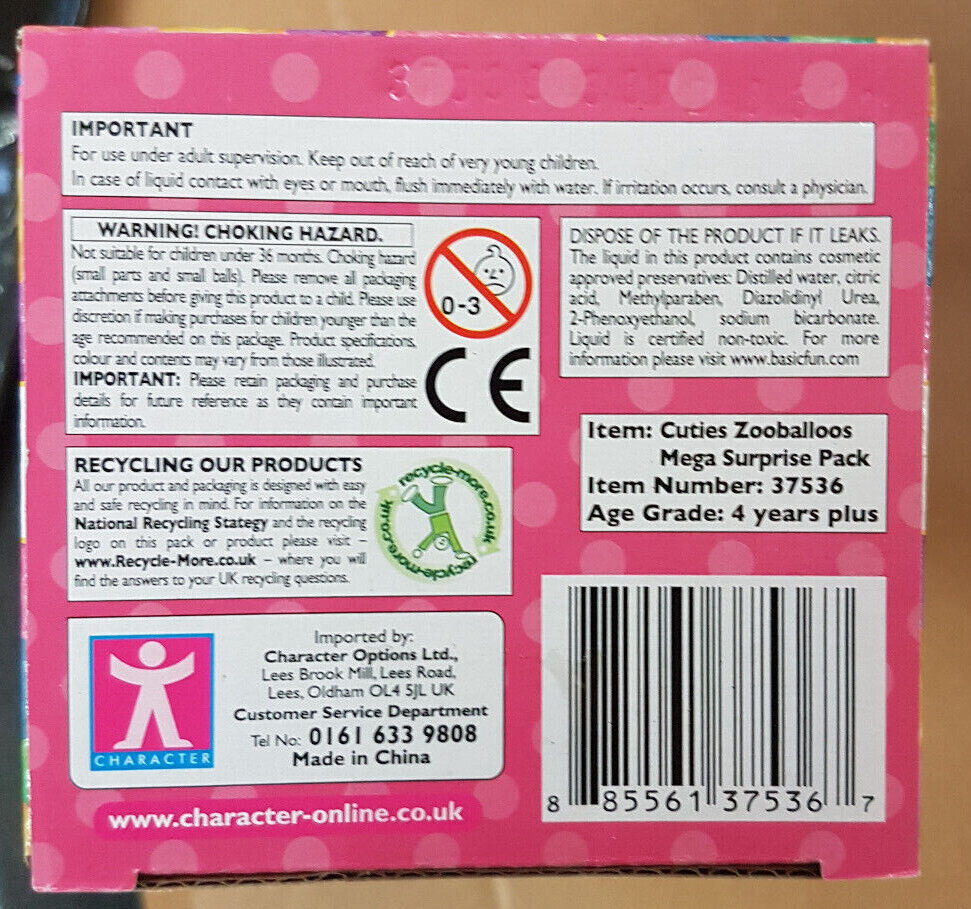 IMPORTANT
For use under adult supervision. Keep out of reach of very young children.
In case of liquid contact with eyes or mouth, flush immediately with water. If irritation occurs, consult a physician.
WARNING! CHOKING HAZARD.
Not suitable for children under 36 months. Choking hazard
(small parts and small balls). Please remove all packaging
attachments before giving this product to a child. Please use
discretion if making purchases for children younger than the
age recommended on this package. Product specifications,
colour and contents may vary from those illustrated.
IMPORTANT: Please retain packaging and purchase
details for future reference as they contain important
information.
0-3
CE
DISPOSE OF THE PRODUCT IF IT LEAKS.
The liquid in this product contains cosmetic
approved preservatives: Distilled water, citric
acid, Methylparaben, Diazolidinyl Urea,
2-Phenoxyethanol, sodium bicarbonate.
Liquid is certified non-toxic. For more
information please visit www.basicfun.com
Item: Cuties Zooballoos
Mega Surprise Pack
Item Number: 37536
Age Grade: 4 years plus
RECYCLING OUR PRODUCTS
All our product and packaging is designed with easy
and safe recycling in mind. For information on the
National Recycling Stategy and the recycling
logo on this pack or product please visit –
www.Recycle-More.co.uk – where you will
find the answers to your UK recycling questions.
recycle-more.co.uk
recycle-more.co.uk
Imported by:
Character Options Ltd.,
Lees Brook Mill, Lees Road,
Lees, Oldham OL4 5JL UK
Customer Service Department
Tel No: 0161 633 9808
Made in China
CHARACTER
www.character-online.co.uk
8 85561 37536 7